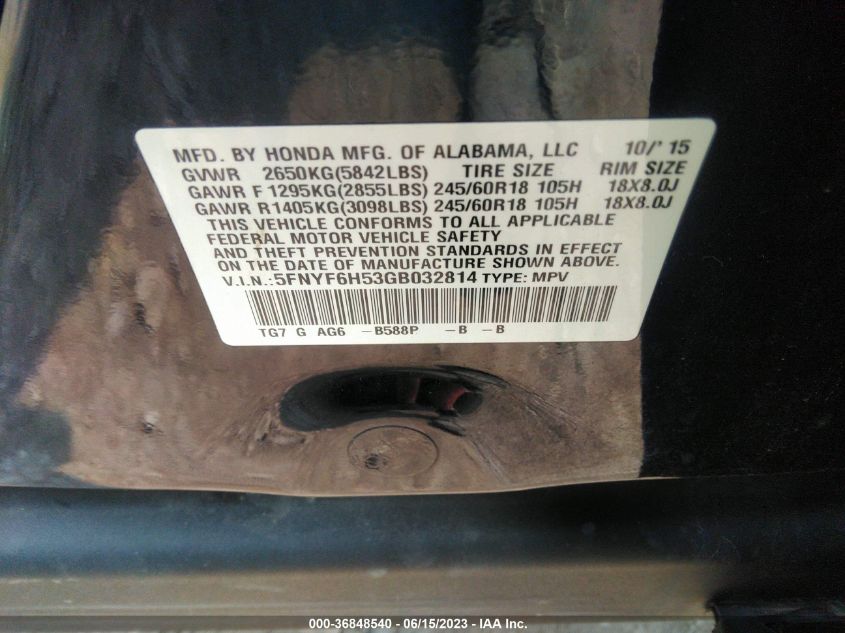 MFD. BY HONDA MFG. OF ALABAMA, LLC 10/' 15
GVWR 2650KG(5842LBS) TIRE SIZE RIM SIZE
GAWR F 1295KG(2855LBS) 245/60R18 105H 18X8.0J
GAWR R1405KG(3098LBS) 245/60R18 105H 18X8.0J
THIS VEHICLE CONFORMS TO ALL APPLICABLE
FEDERAL MOTOR VEHICLE SAFETY
AND THEFT PREVENTION STANDARDS IN EFFECT
ON THE DATE OF MANUFACTURE SHOWN ABOVE.
V.I.N.:5FNYF6H53GB032814 TYPE: MPV
TG7 G AG6 -B588P -B -B
000-36848540 - 06/15/2023 - IAA Inc.